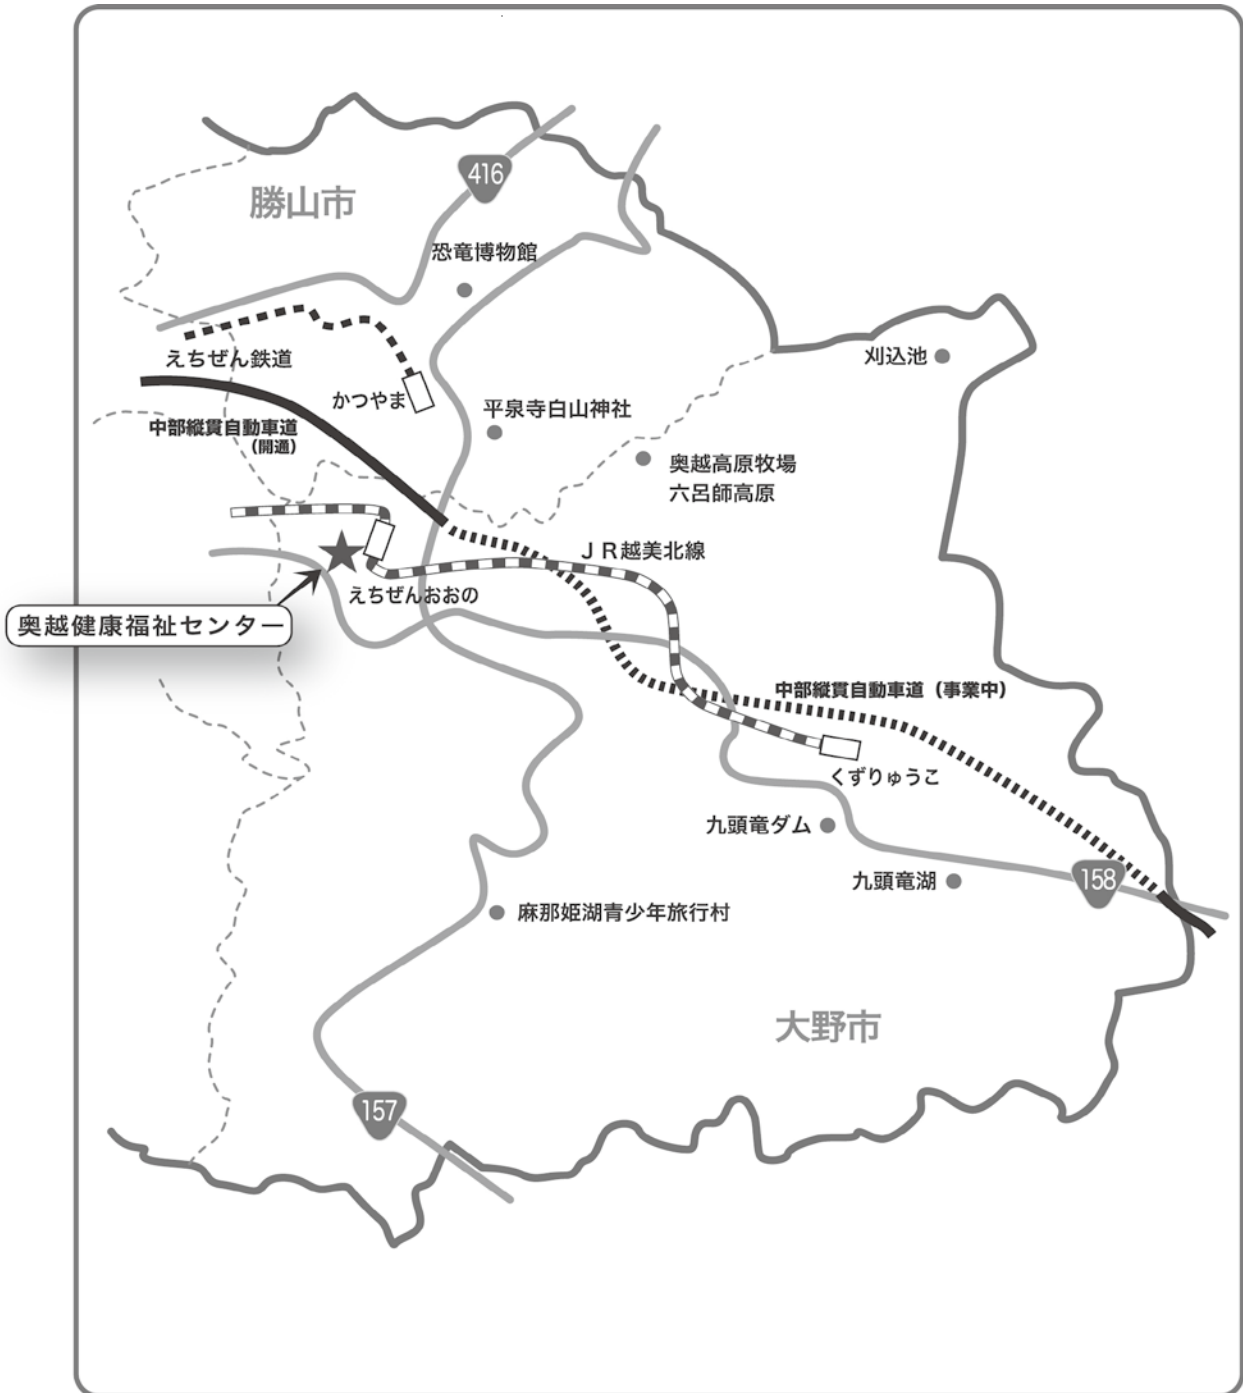 416
勝山市
恐竜博物館
えちぜん鉄道
刈込池
かつやま
平泉寺白山神社
中部縦貫自動車道
(開通)
奥越高原牧場
六呂師高原
JR越美北線
えちぜんおおの
奥越健康福祉センター
中部縦貫自動車道(事業中)
くずりゅうこ
九頭竜ダム
九頭竜湖
158
麻那姫湖青少年旅行村
大野市
157